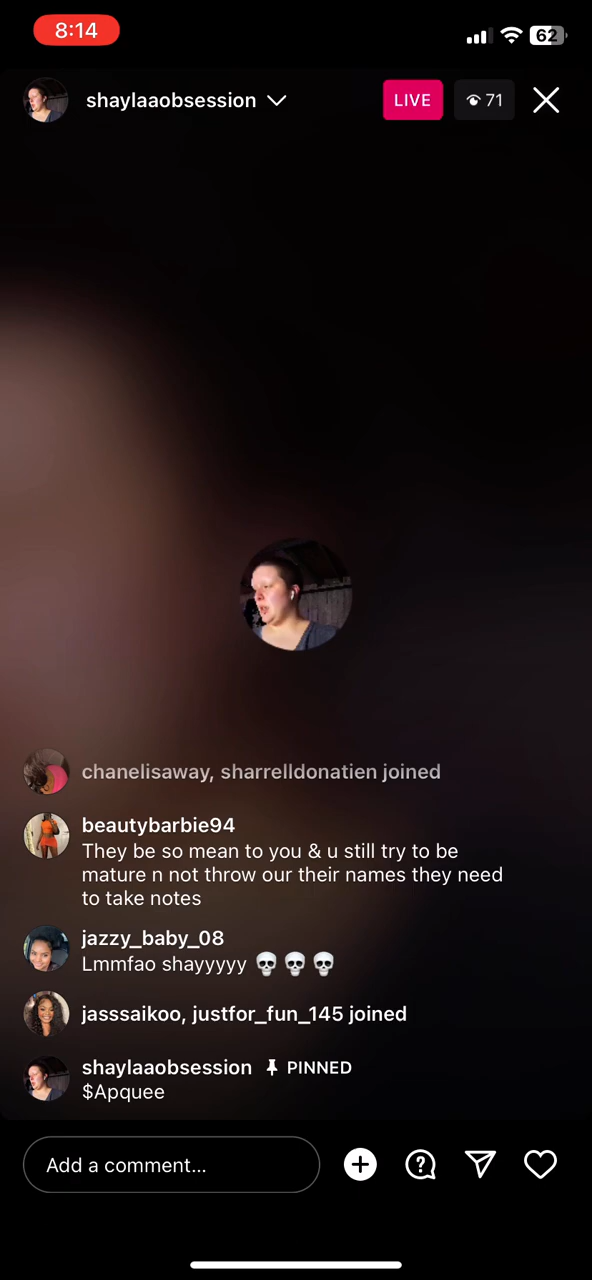 8:14
62
shaylaaobsession
LIVE
71
chanelisaway, sharrelldonatien joined
beautybarbie94
They be so mean to you & u still try to be
mature n not throw our their names they need
to take notes
jazzy_baby_08
Lmmfao shayyyyy 💀💀💀
jasssaikoo, justfor_fun_145 joined
shaylaaobsession PINNED
$Apquee
Add a comment...